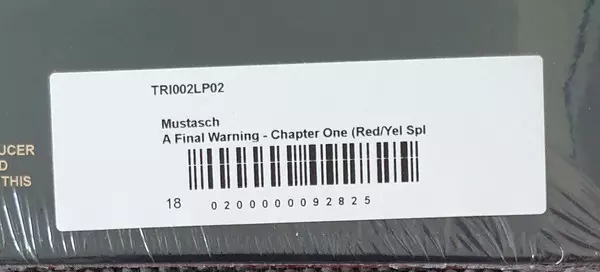 TRI002LP02
Mustasch
A Final Warning - Chapter One (Red/Yel Spl
18 0200000092825
UCER
D
THIS